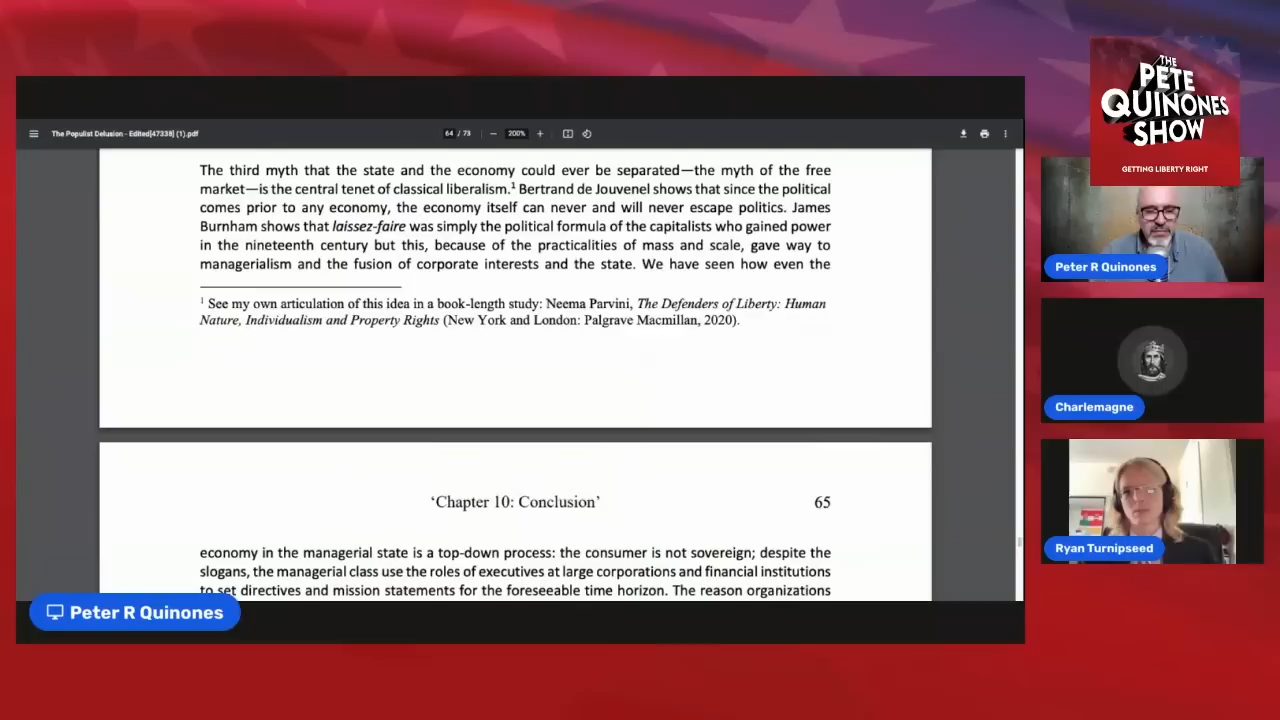 The Populist Delusion - Edited[47338] (1).pdf
64 / 73
200%
The third myth that the state and the economy could ever be separated—the myth of the free
market—is the central tenet of classical liberalism.1 Bertrand de Jouvenel shows that since the political
comes prior to any economy, the economy itself can never and will never escape politics. James
Burnham shows that laissez-faire was simply the political formula of the capitalists who gained power
in the nineteenth century but this, because of the practicalities of mass and scale, gave way to
managerialism and the fusion of corporate interests and the state. We have seen how even the
1 See my own articulation of this idea in a book-length study: Neema Parvini, The Defenders of Liberty: Human
Nature, Individualism and Property Rights (New York and London: Palgrave Macmillan, 2020).
‘Chapter 10: Conclusion’
65
economy in the managerial state is a top-down process: the consumer is not sovereign; despite the
slogans, the managerial class use the roles of executives at large corporations and financial institutions
to set directives and mission statements for the foreseeable time horizon. The reason organizations
Peter R Quinones
THE
PETE
QUINONES
SHOW
GETTING LIBERTY RIGHT
Peter R Quinones
Charlemagne
Ryan Turnipseed